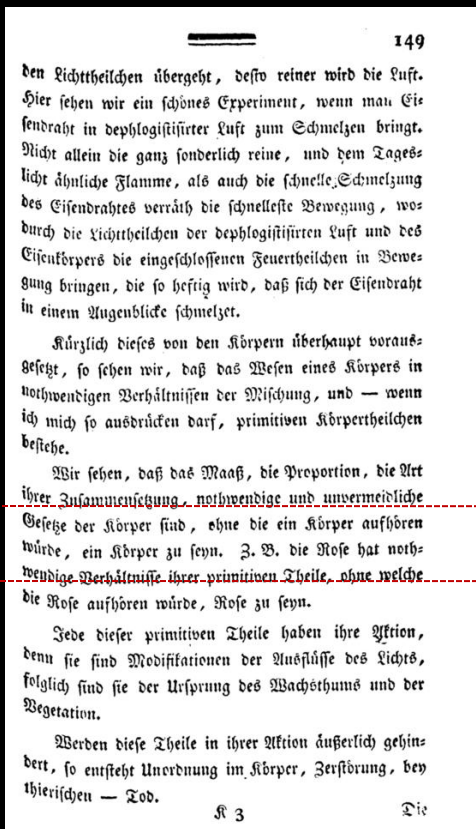 149
den Lichttheilchen übergeht, desto reiner wird die Luft.
Hier sehen wir ein schönes Experiment, wenn man Ei⸗
sendraht in dephlogistisirter Luft zum Schmelzen bringt.
Nicht allein die ganz sonderlich reine, und dem Tages⸗
licht ähnliche Flamme, als auch die schnelle Schmelzung
des Eisendrahtes verräth die schnelleste Bewegung, wo⸗
durch die Lichttheilchen der dephlogistisirten Luft und des
Eisenkörpers die eingeschlossenen Feuertheilchen in Bewe⸗
gung bringen, die so heftig wird, daß sich der Eisendraht
in einem Augenblicke schmelzet.
Kürzlich dieses von den Körpern überhaupt voraus⸗
gesetzt, so sehen wir, daß das Wesen eines Körpers in
nothwendigen Verhältnissen der Mischung, und — wenn
ich mich so ausdrücken darf, primitiven Körpertheilchen
bestehe.
Wir sehen, daß das Maaß, die Proportion, die Art
ihrer Zusammensetzung, nothwendige und unvermeidliche
Gesetze der Körper sind, ohne die ein Körper aufhören
würde, ein Körper zu seyn. Z. B. die Rose hat noth⸗
wendige Verhältnisse ihrer primitiven Theile, ohne welche
die Rose aufhören würde, Rose zu seyn.
Jede dieser primitiven Theile haben ihre Aktion,
denn sie sind Modifikationen der Ausflüsse des Lichts,
folglich sind sie der Ursprung des Wachsthums und der
Vegetation.
Werden diese Theile in ihrer Aktion äußerlich gehin⸗
dert, so entsteht Unordnung im Körper, Zerstörung, bey
thierischen — Tod.
K 3
Die